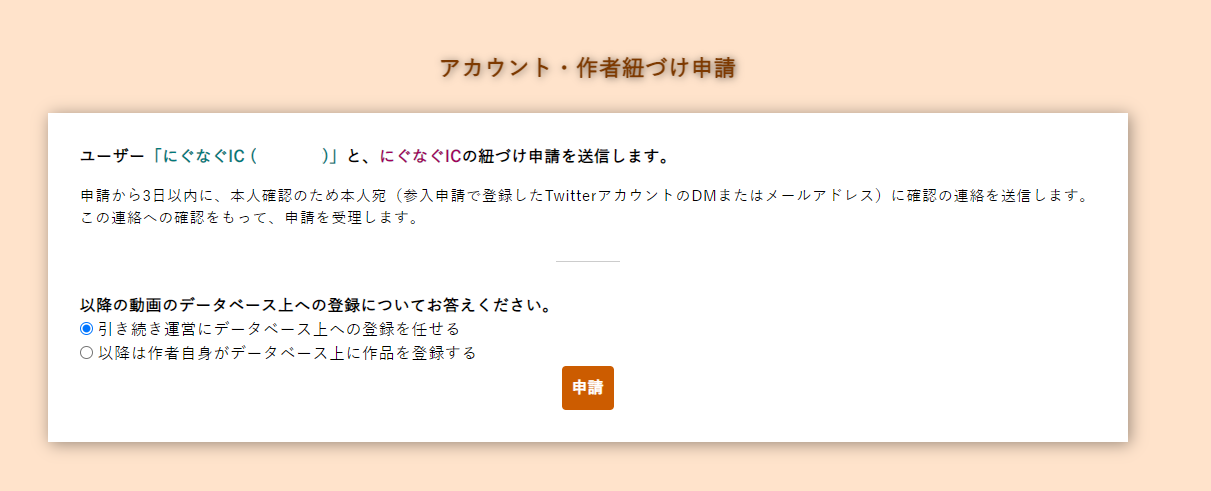 アカウント・作者紐づけ申請
ユーザー「にぐなぐIC ( )」と、にぐなぐICの紐づけ申請を送信します。
申請から3日以内に、本人確認のため本人宛（参入申請で登録したTwitterアカウントのDMまたはメールアドレス）に確認の連絡を送信します。
この連絡への確認をもって、申請を受理します。
以降の動画のデータベース上への登録についてお答えください。
引き続き運営にデータベース上への登録を任せる
以降は作者自身がデータベース上に作品を登録する
申請